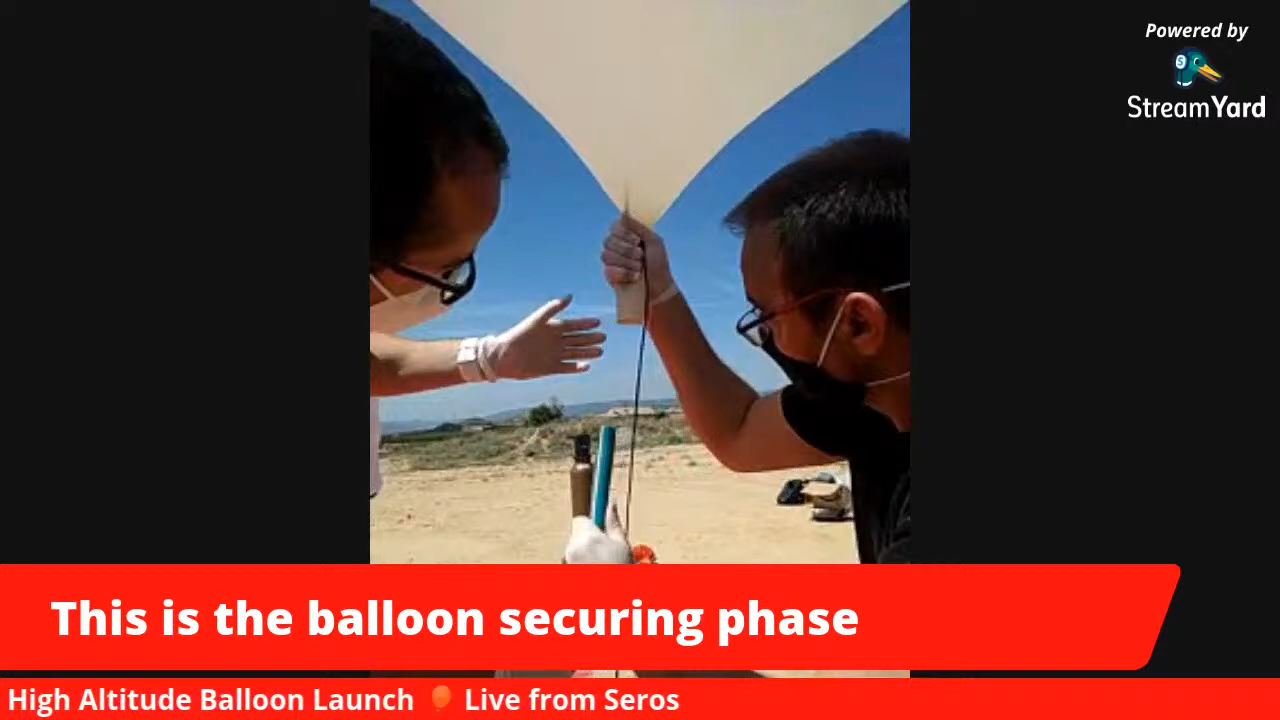 Powered by
StreamYard
This is the balloon securing phase
High Altitude Balloon Launch 🎈 Live from Seros